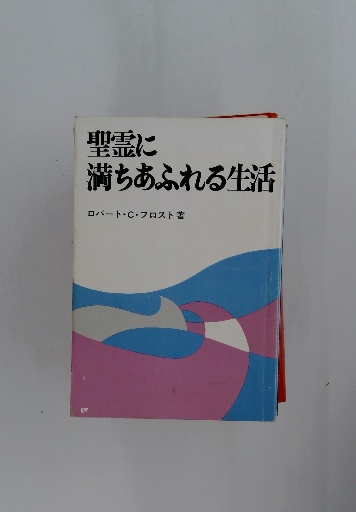 聖霊に
満ちあふれる生活
ロバート・C・フロスト著